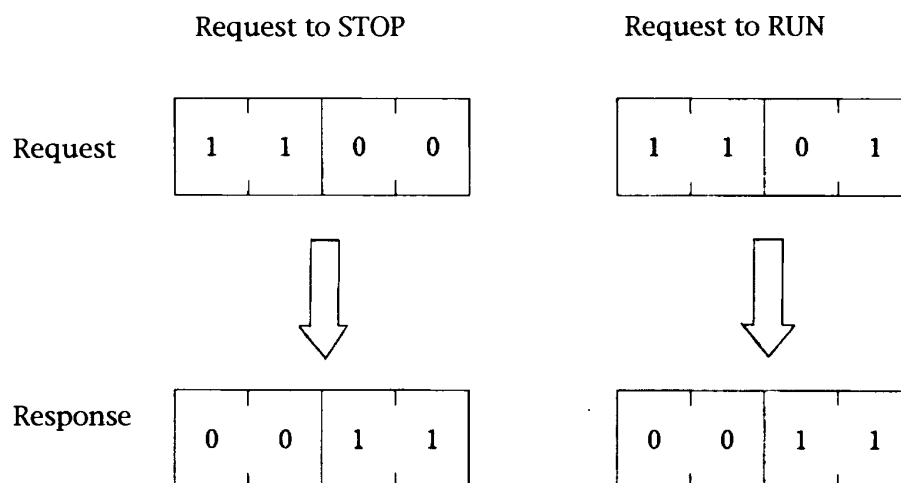 Request to STOP Request to RUN
Request 1 1 0 0 1 1 0 1
Response 0 0 1 1 0 0 1 1